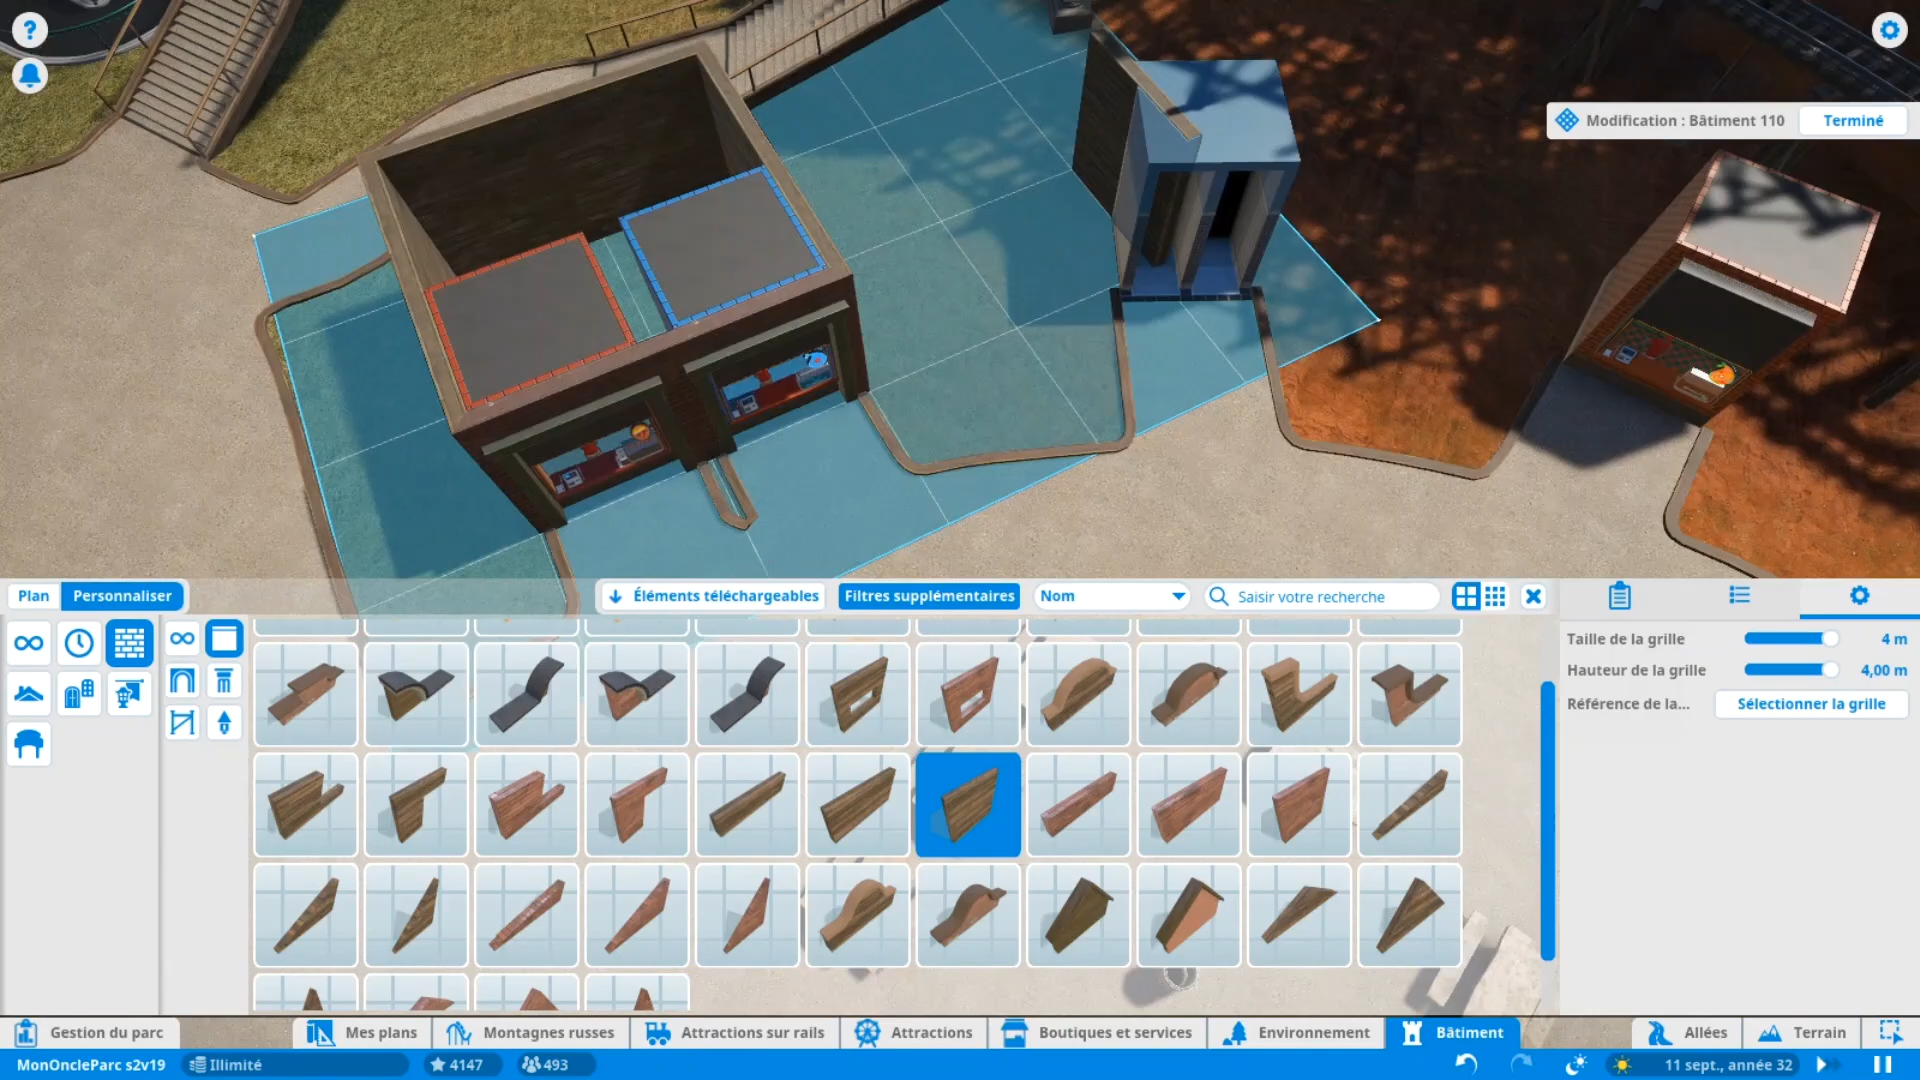 ?
Modification : Bâtiment 110
Terminé
Plan
Personnaliser
Éléments téléchargeables
Filtres supplémentaires
Nom
Saisir votre recherche
Taille de la grille
4 m
Hauteur de la grille
4,00 m
Référence de la...
Sélectionner la grille
Gestion du parc
Mes plans
Montagnes russes
Attractions sur rails
Attractions
Boutiques et services
Environnement
Bâtiment
Allées
Terrain
MonOncleParc s2v19
Illimité
4147
493
11 sept., année 32